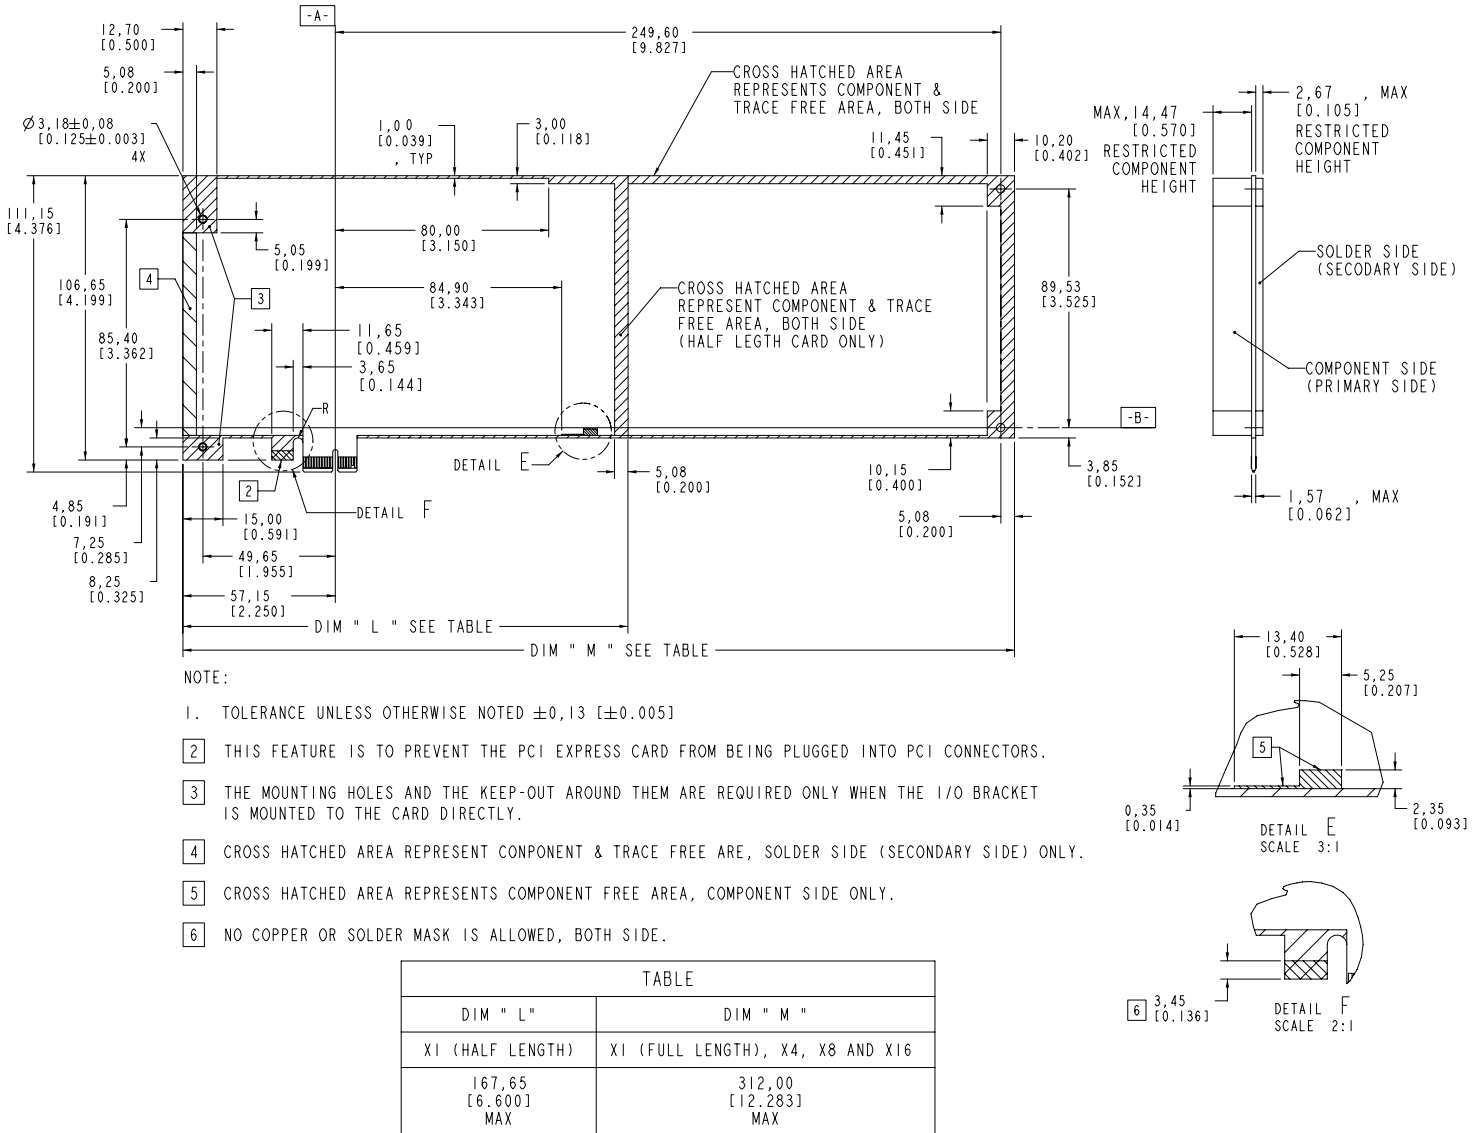 -A-
12,70
[0.500]
249,60
[9.827]
5,08
[0.200]
CROSS HATCHED AREA
REPRESENTS COMPONENT &
TRACE FREE AREA, BOTH SIDE
Ø3,18±0,08
[0.125±0.003]
4X
1,00
[0.039]
, TYP
3,00
[0.118]
11,45
[0.451]
10,20
[0.402]
MAX,14,47
[0.570]
RESTRICTED
COMPONENT
HEIGHT
2,67 , MAX
[0.105]
RESTRICTED
COMPONENT
HEIGHT
111,15
[4.376]
106,65
[4.199]
85,40
[3.362]
5,05
[0.199]
4
3
80,00
[3.150]
84,90
[3.343]
11,65
[0.459]
3,65
[0.144]
R
CROSS HATCHED AREA
REPRESENT COMPONENT & TRACE
FREE AREA, BOTH SIDE
(HALF LEGTH CARD ONLY)
89,53
[3.525]
SOLDER SIDE
(SECODARY SIDE)
COMPONENT SIDE
(PRIMARY SIDE)
-B-
DETAIL E
2
DETAIL F
5,08
[0.200]
10,15
[0.400]
3,85
[0.152]
5,08
[0.200]
1,57 , MAX
[0.062]
4,85
[0.191]
7,25
[0.285]
8,25
[0.325]
15,00
[0.591]
49,65
[1.955]
57,15
[2.250]
DIM " L " SEE TABLE
DIM " M " SEE TABLE
NOTE:
1. TOLERANCE UNLESS OTHERWISE NOTED ±0,13 [±0.005]
2 THIS FEATURE IS TO PREVENT THE PCI EXPRESS CARD FROM BEING PLUGGED INTO PCI CONNECTORS.
3 THE MOUNTING HOLES AND THE KEEP-OUT AROUND THEM ARE REQUIRED ONLY WHEN THE I/O BRACKET
IS MOUNTED TO THE CARD DIRECTLY.
4 CROSS HATCHED AREA REPRESENT CONPONENT & TRACE FREE ARE, SOLDER SIDE (SECONDARY SIDE) ONLY.
5 CROSS HATCHED AREA REPRESENTS COMPONENT FREE AREA, COMPONENT SIDE ONLY.
6 NO COPPER OR SOLDER MASK IS ALLOWED, BOTH SIDE.
13,40
[0.528]
5,25
[0.207]
5
0,35
[0.014]
2,35
[0.093]
DETAIL E
SCALE 3:1
6
3,45
[0.136]
DETAIL F
SCALE 2:1
TABLE
DIM " L"
DIM " M "
X1 (HALF LENGTH)
X1 (FULL LENGTH), X4, X8 AND X16
167,65
[6.600]
MAX
312,00
[12.283]
MAX